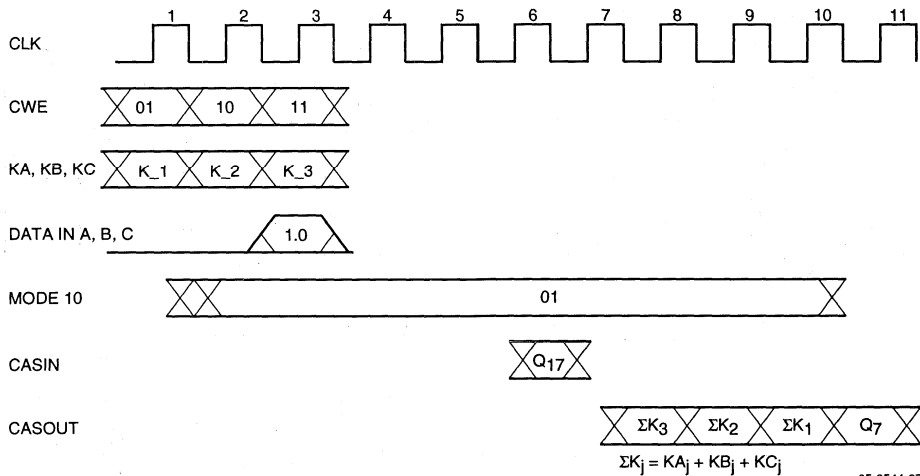 1 2 3 4 5 6 7 8 9 10 11
CLK
CWE 01 10 11
KA, KB, KC K_1 K_2 K_3
DATA IN A, B, C 1.0
MODE 10 01
CASIN Q17
CASOUT ΣK3 ΣK2 ΣK1 Q7
ΣKj = KAj + KBj + KCj